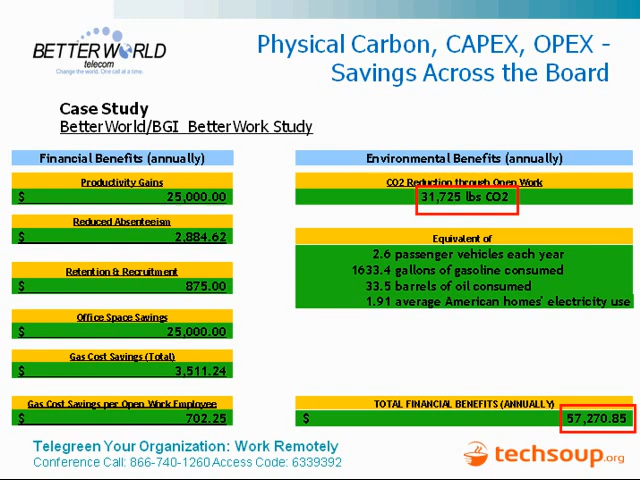 BETTER WORLD
telecom
Change the world. One call at a time.
Physical Carbon, CAPEX, OPEX -
Savings Across the Board
Case Study
BetterWorld/BGI BetterWork Study
Financial Benefits (annually)
Productivity Gains
$ 25,000.00
Reduced Absenteeism
$ 2,884.62
Retention & Recruitment
$ 875.00
Office Space Savings
$ 25,000.00
Gas Cost Savings (Total)
$ 3,511.24
Gas Cost Savings per Open Work Employee
$ 702.25
Environmental Benefits (annually)
CO2 Reduction through Open Work
31,725 lbs CO2
Equivalent of
2.6 passenger vehicles each year
1633.4 gallons of gasoline consumed
33.5 barrels of oil consumed
1.91 average American homes' electricity use
TOTAL FINANCIAL BENEFITS (ANNUALLY)
$ 57,270.85
Telegreen Your Organization: Work Remotely
Conference Call: 866-740-1260 Access Code: 6339392
techsoup.org